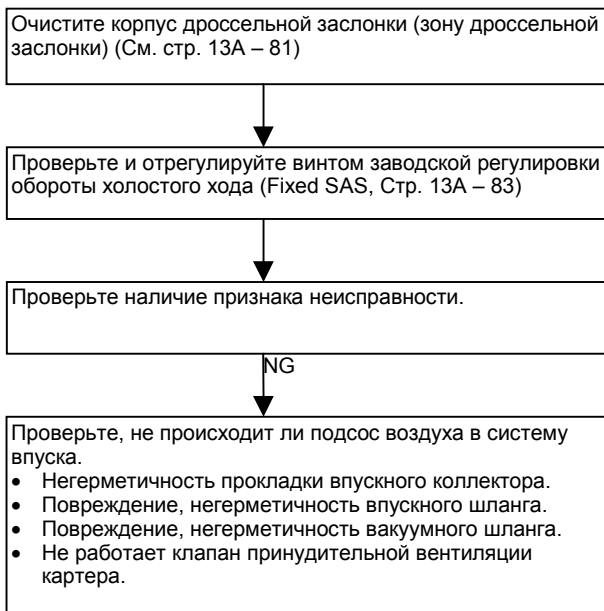 Очистите корпус дроссельной заслонки (зону дроссельной
заслонки) (См. стр. 13А – 81)
Проверьте и отрегулируйте винтом заводской регулировки
обороты холостого хода (Fixed SAS, Стр. 13А – 83)
Проверьте наличие признака неисправности.
NG
Проверьте, не происходит ли подсос воздуха в систему
впуска.
• Негерметичность прокладки впускного коллектора.
• Повреждение, негерметичность впускного шланга.
• Повреждение, негерметичность вакуумного шланга.
• Не работает клапан принудительной вентиляции
картера.